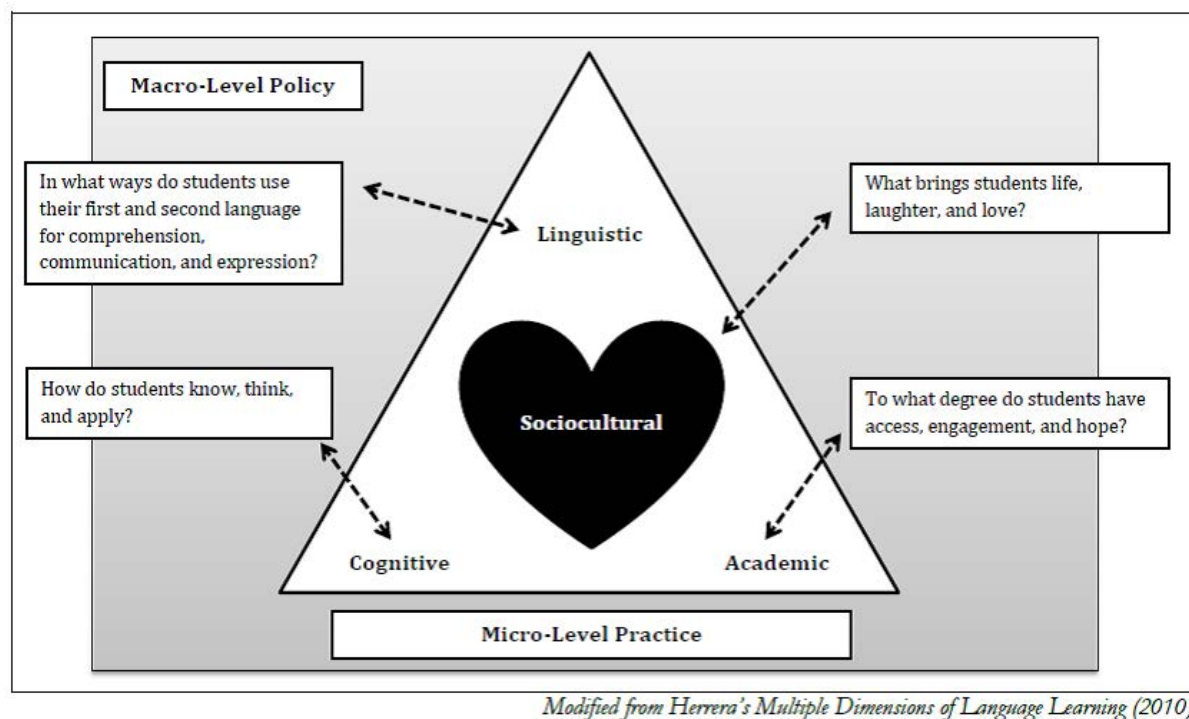 Macro-Level Policy
In what ways do students use
their first and second language
for comprehension,
communication, and expression?
What brings students life,
laughter, and love?
Linguistic
How do students know, think,
and apply?
Sociocultural
To what degree do students have
access, engagement, and hope?
Cognitive
Academic
Micro-Level Practice
Modified from Herrera's Multiple Dimensions of Language Learning (2010)